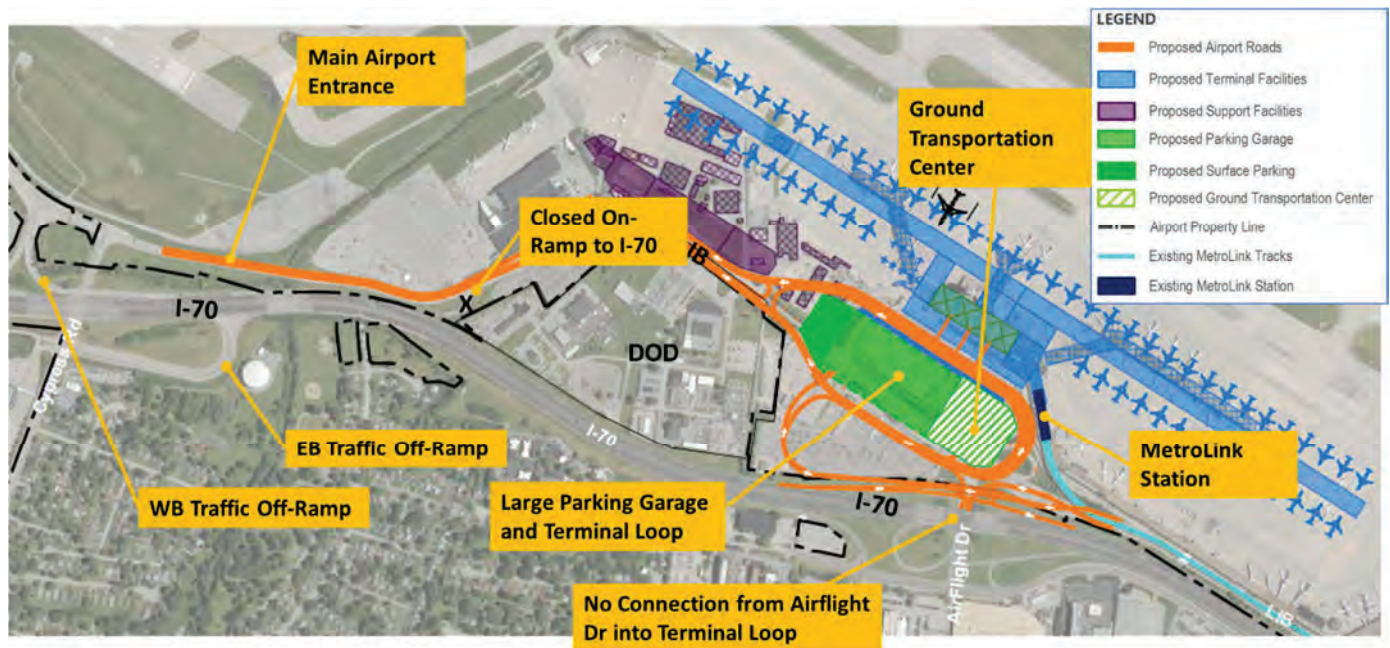 LEGEND
Proposed Airport Roads
Proposed Terminal Facilities
Proposed Support Facilities
Proposed Parking Garage
Proposed Surface Parking
Proposed Ground Transportation Center
Airport Property Line
Existing MetroLink Tracks
Existing MetroLink Station
Main Airport
Entrance
Ground
Transportation
Center
Closed On-
Ramp to I-70
X
I-70
DOD
Cypress Rd
I-70
EB Traffic Off-Ramp
WB Traffic Off-Ramp
MetroLink
Station
Large Parking Garage
and Terminal Loop
I-70
AirFlight Dr
No Connection from Airflight
Dr into Terminal Loop